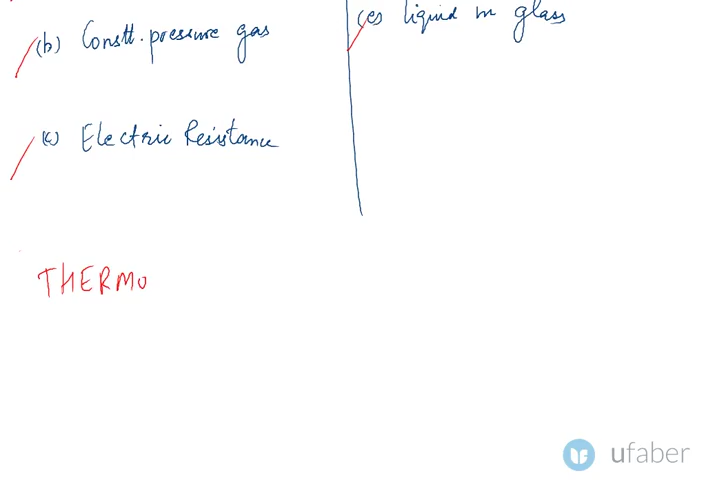 (b) Constt. pressure gas
(c) Electric Resistance
(e) liquid in glass
THERMO
ufaber